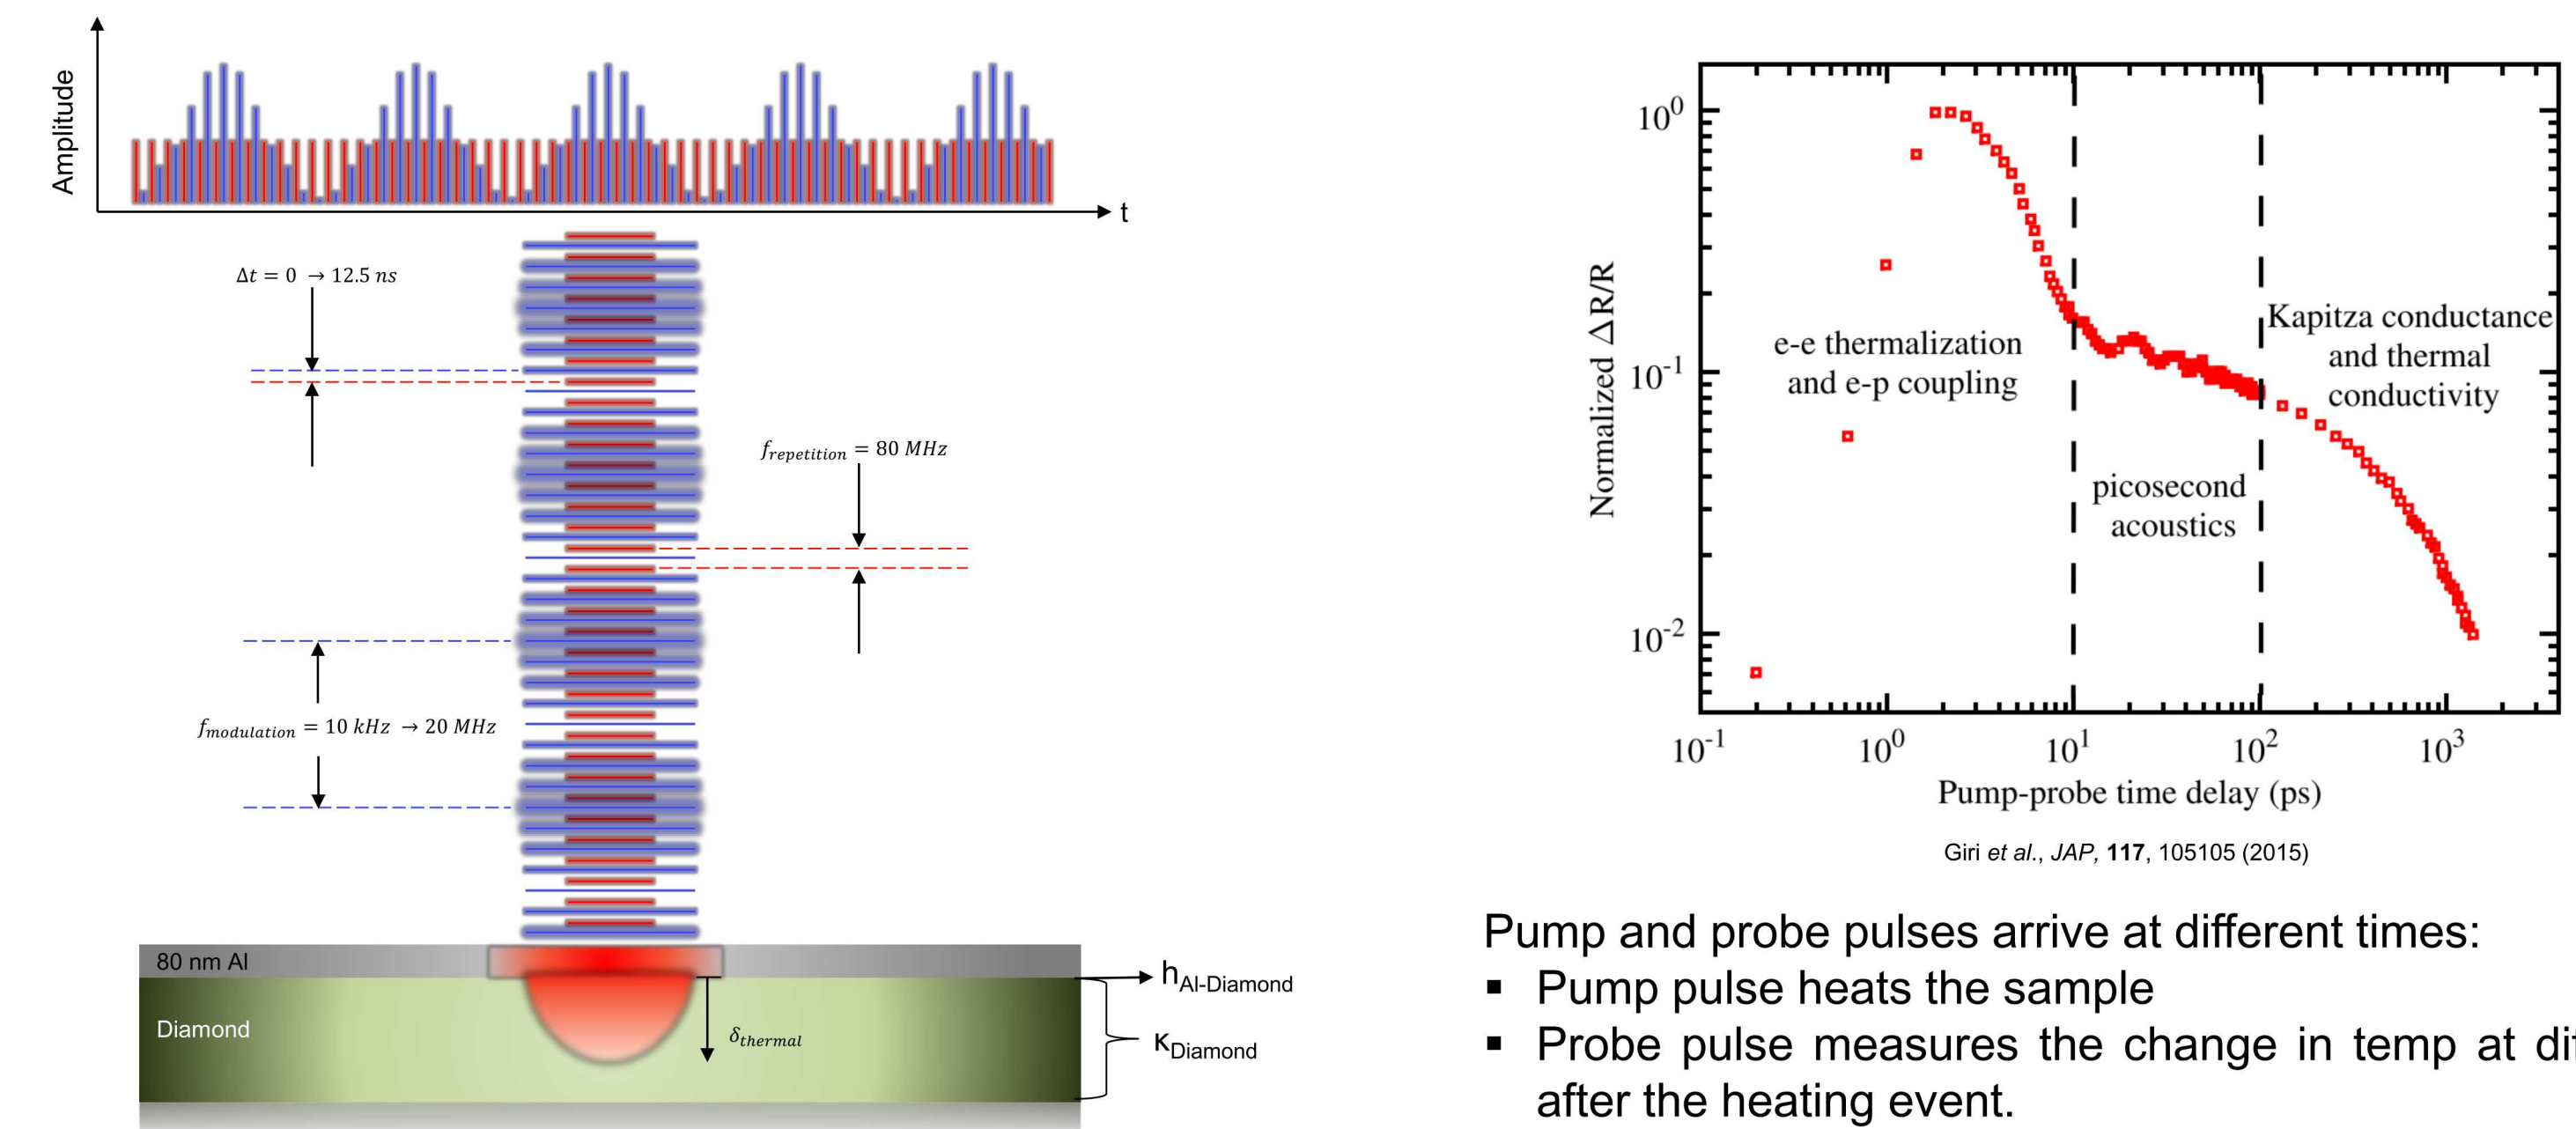 Amplitude
t
Δt = 0 → 12.5 ns
f_repetition = 80 MHz
f_modulation = 10 kHz → 20 MHz
80 nm Al
Diamond
δ_thermal
h_Al-Diamond
κ_Diamond
Normalized ΔR/R
10^0
10^-1
10^-2
e-e thermalization
and e-p coupling
picosecond
acoustics
Kapitza conductance
and thermal
conductivity
10^-1 10^0 10^1 10^2 10^3
Pump-probe time delay (ps)
Giri et al., JAP, 117, 105105 (2015)
Pump and probe pulses arrive at different times:
▪ Pump pulse heats the sample
▪ Probe pulse measures the change in temp at
after the heating event.